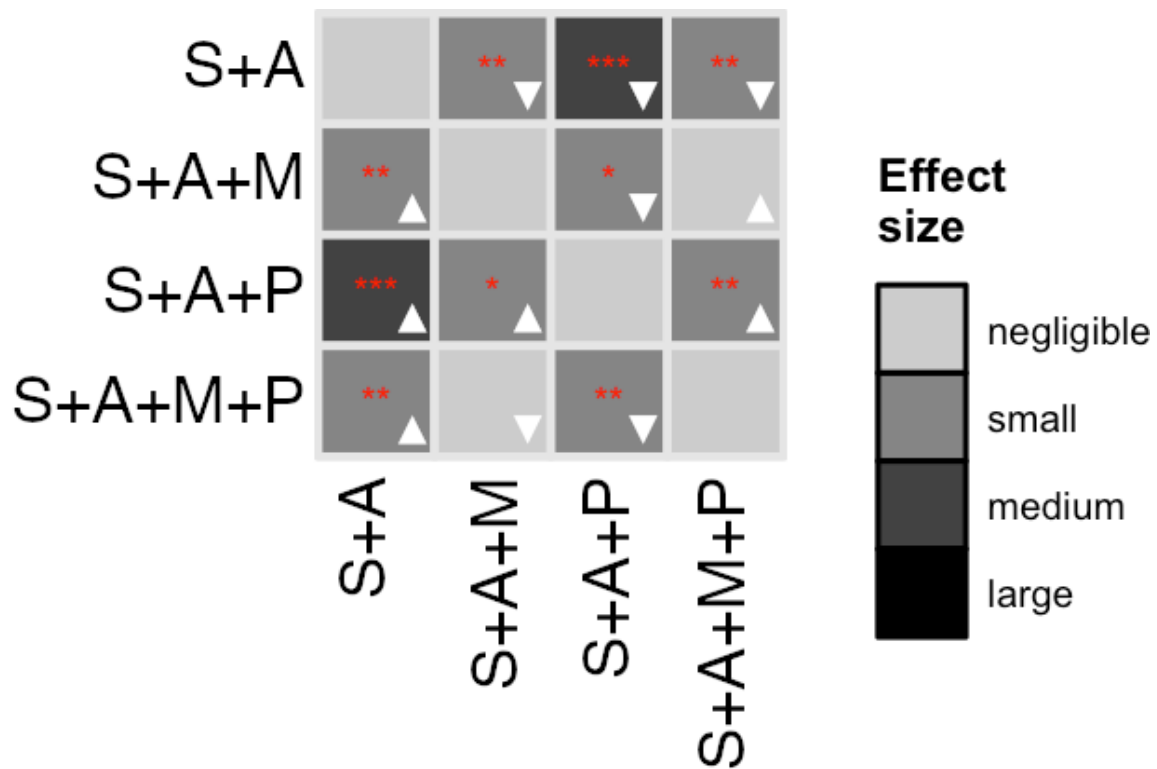 S+A
** *** **
S+A+M
** *
S+A+P
*** * **
S+A+M+P
** **
S+A
S+A+M
S+A+P
S+A+M+P
Effect
size
negligible
small
medium
large